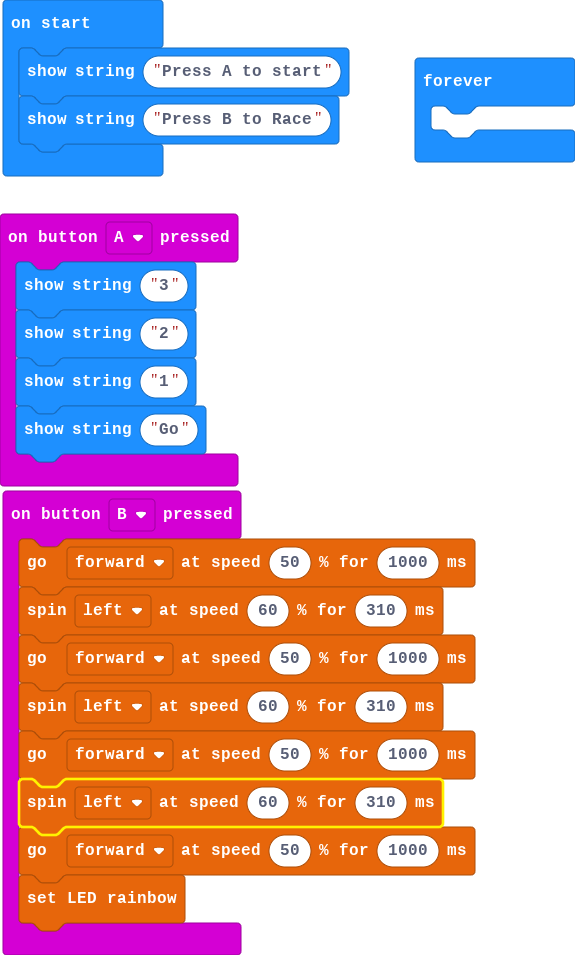 on start
show string "Press A to start"
show string "Press B to Race"
forever
on button A pressed
show string "3"
show string "2"
show string "1"
show string "Go"
on button B pressed
go forward at speed 50 % for 1000 ms
spin left at speed 60 % for 310 ms
go forward at speed 50 % for 1000 ms
spin left at speed 60 % for 310 ms
go forward at speed 50 % for 1000 ms
spin left at speed 60 % for 310 ms
go forward at speed 50 % for 1000 ms
set LED rainbow